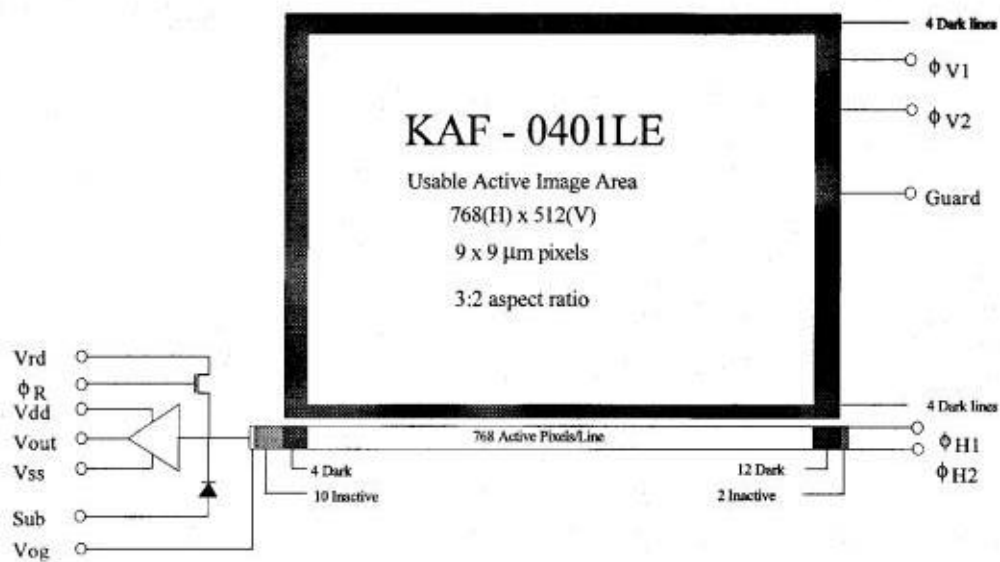 4 Dark lines
ϕV1
ϕV2
KAF - 0401LE
Usable Active Image Area
Guard
768(H) x 512(V)
9 x 9 µm pixels
3:2 aspect ratio
Vrd
ϕR
Vdd
4 Dark lines
Vout
768 Active Pixels/Line
ϕH1
Vss
4 Dark
12 Dark
ϕH2
10 Inactive
2 Inactive
Sub
Vog